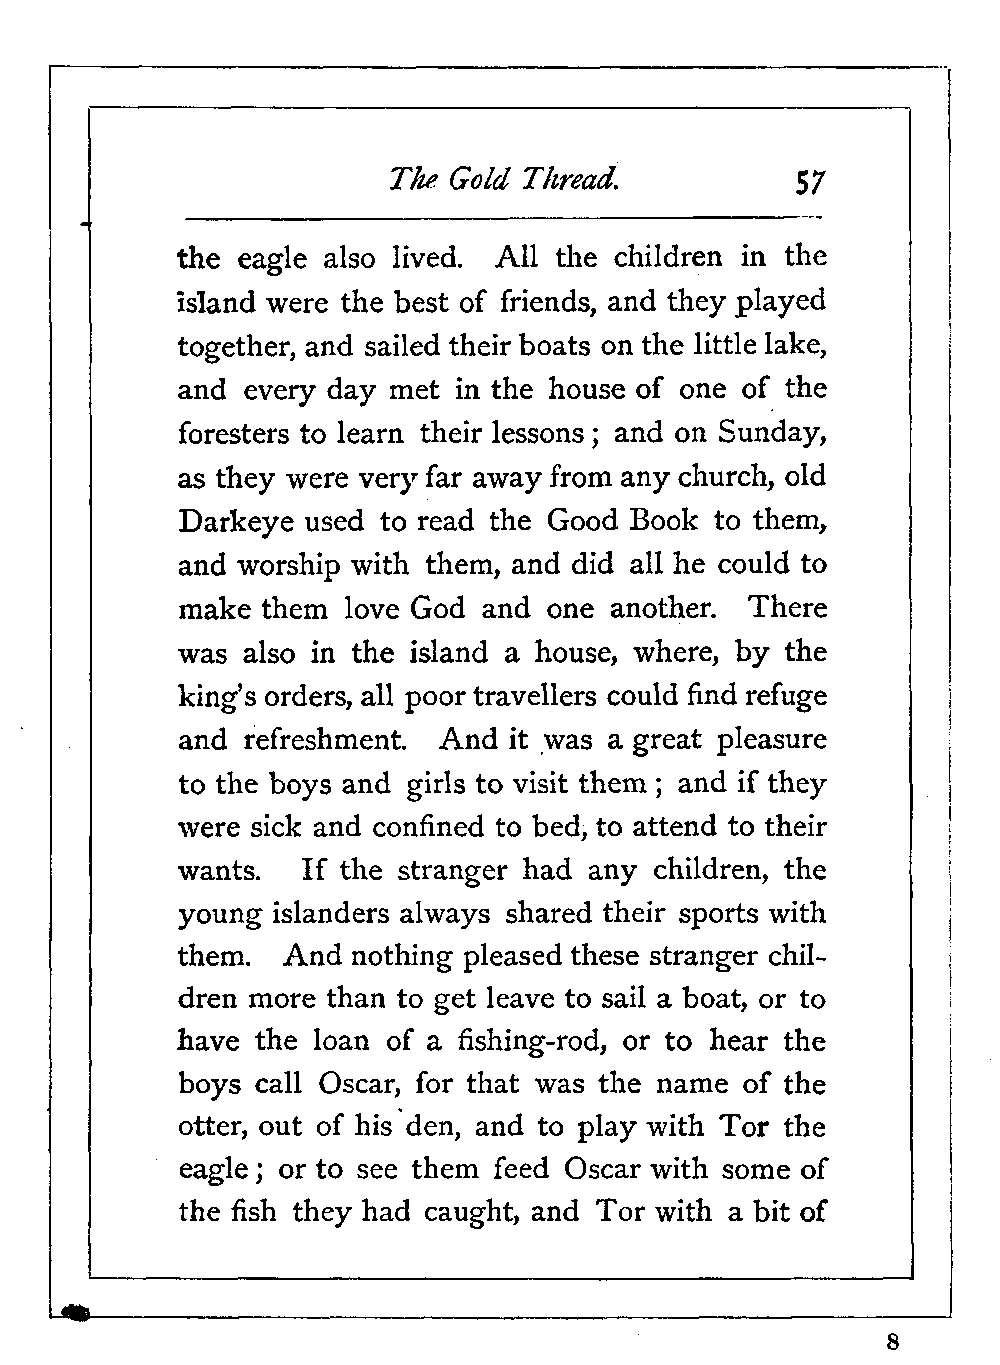 The Gold Thread. 57
the eagle also lived. All the children in the
island were the best of friends, and they played
together, and sailed their boats on the little lake,
and every day met in the house of one of the
foresters to learn their lessons; and on Sunday,
as they were very far away from any church, old
Darkeye used to read the Good Book to them,
and worship with them, and did all he could to
make them love God and one another. There
was also in the island a house, where, by the
king's orders, all poor travellers could find refuge
and refreshment. And it was a great pleasure
to the boys and girls to visit them; and if they
were sick and confined to bed, to attend to their
wants. If the stranger had any children, the
young islanders always shared their sports with
them. And nothing pleased these stranger chil-
dren more than to get leave to sail a boat, or to
have the loan of a fishing-rod, or to hear the
boys call Oscar, for that was the name of the
otter, out of his den, and to play with Tor the
eagle; or to see them feed Oscar with some of
the fish they had caught, and Tor with a bit of
8